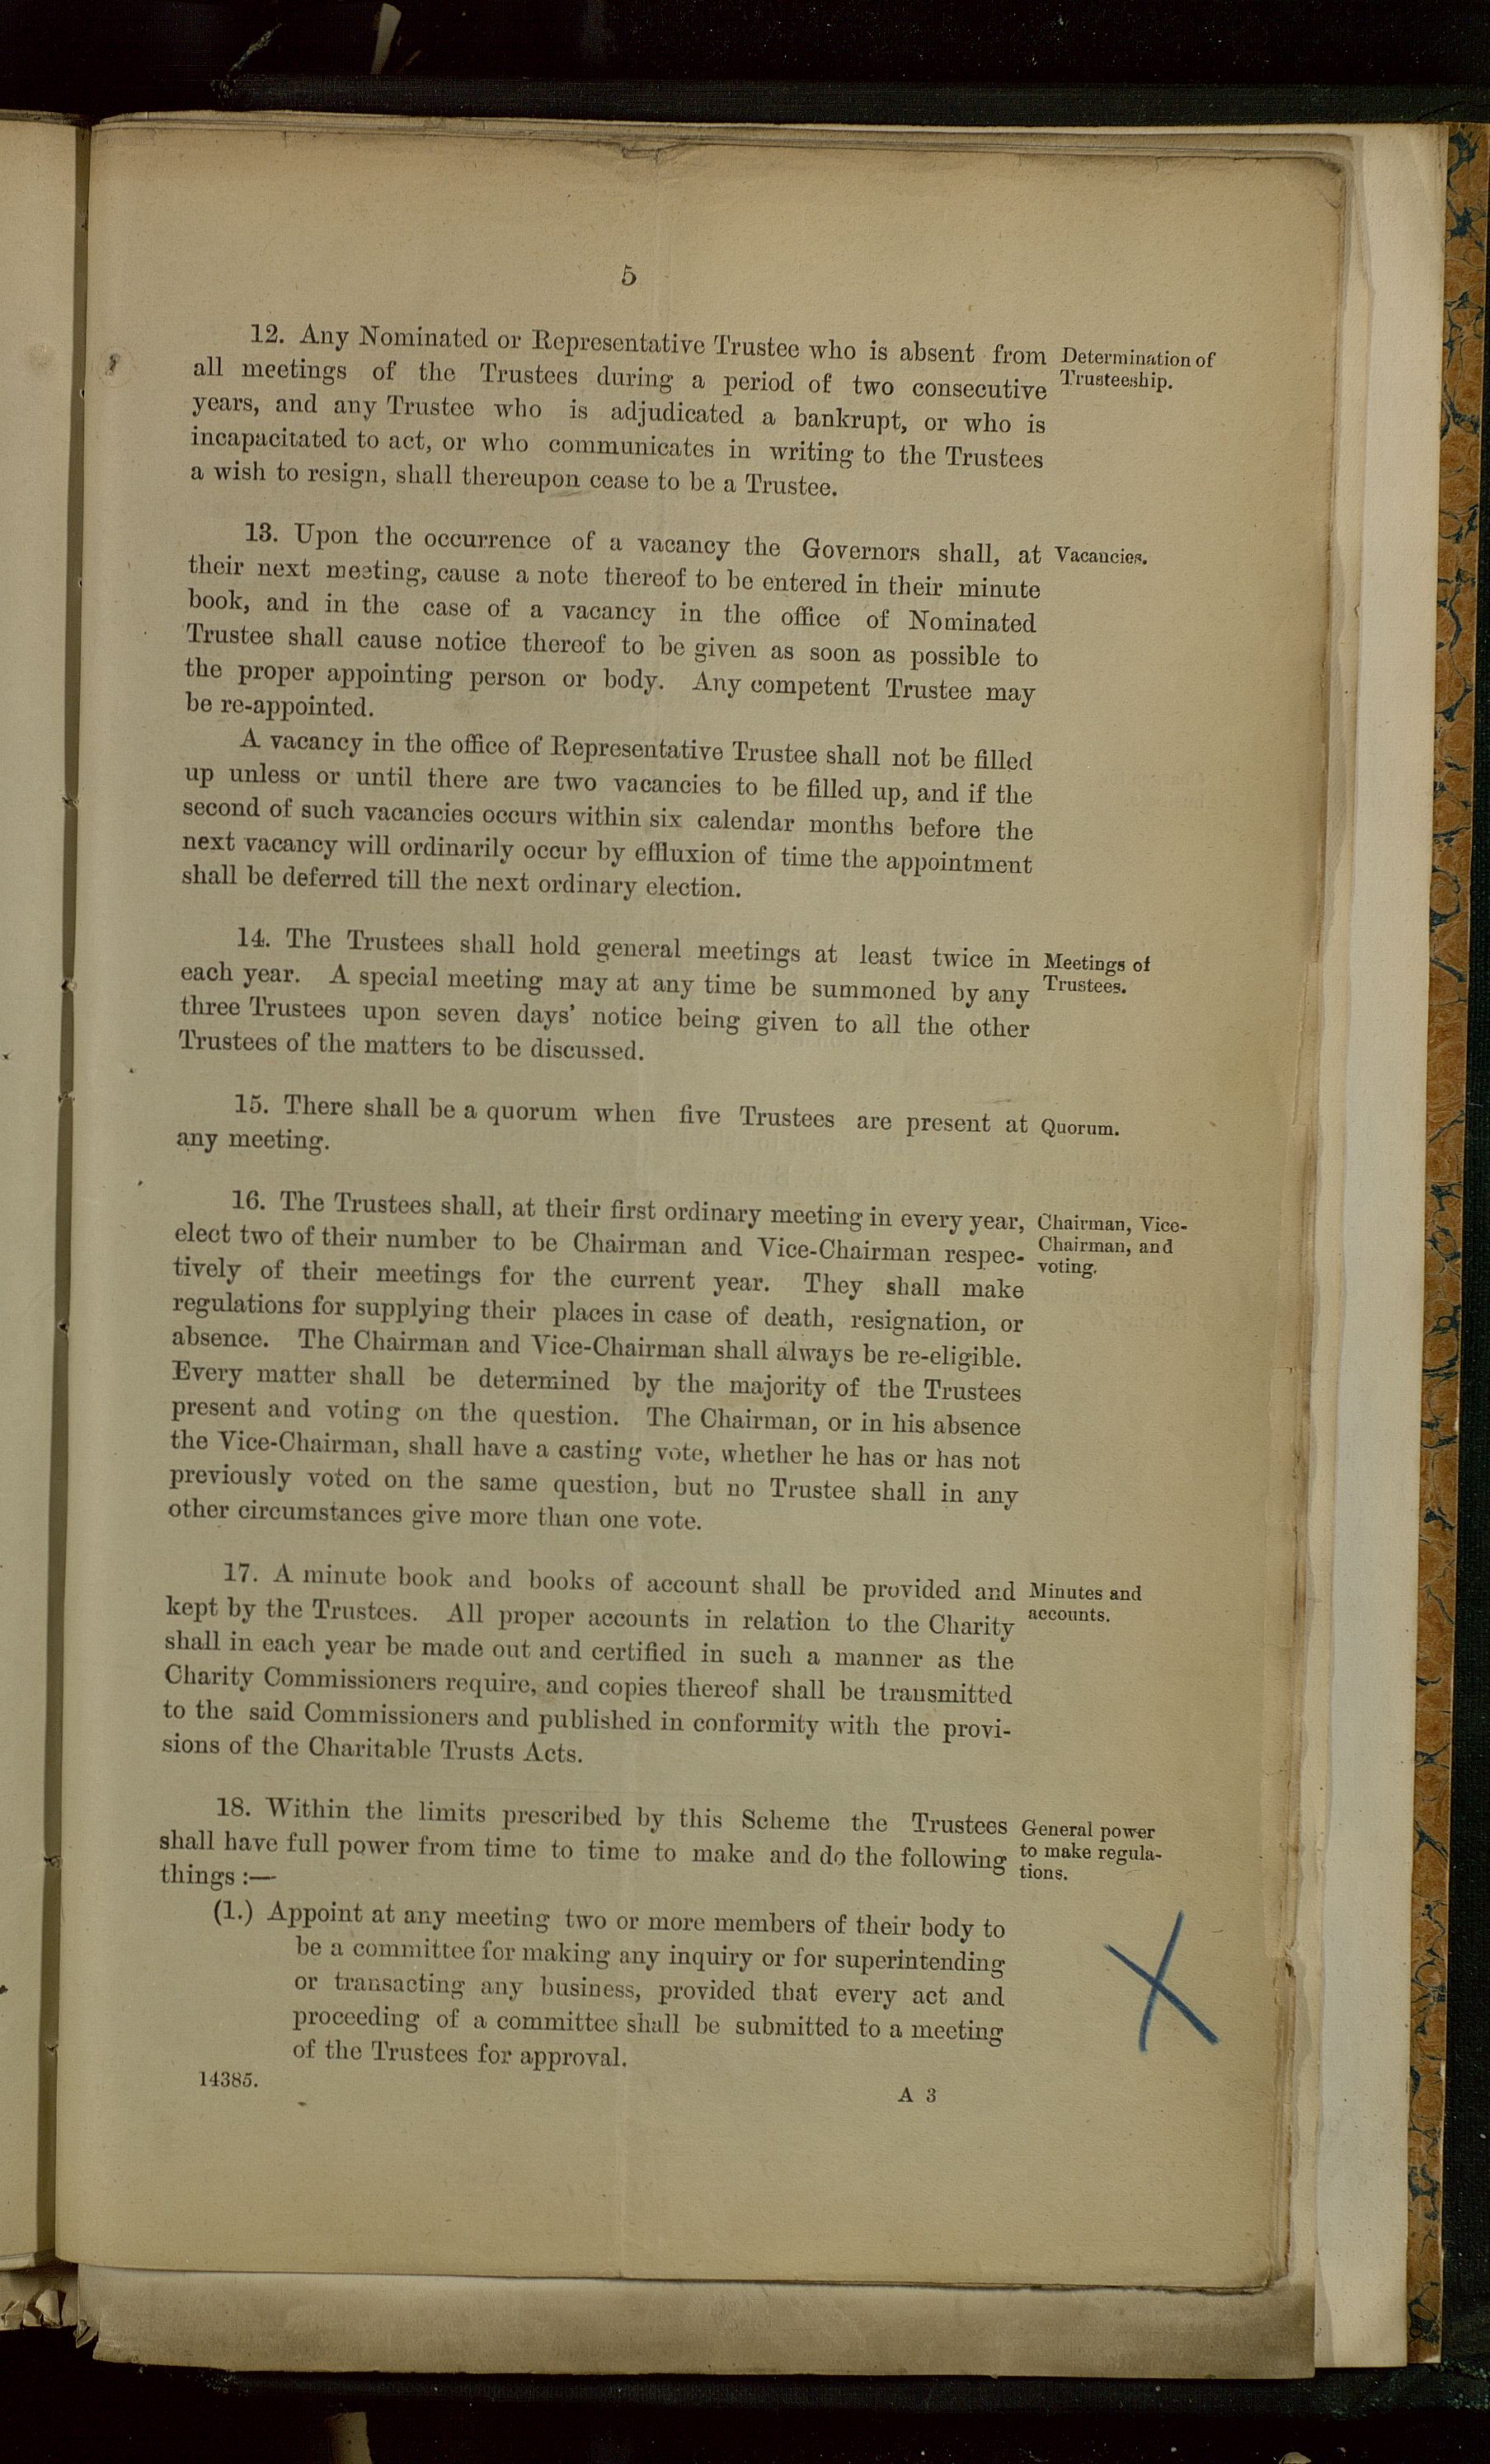 5
12. Any Nominated or Representative Trustee who is absent from
all meetings of the Trustees during a period of two consecutive
years, and any Trustee who is adjudicated a bankrupt, or who is
incapacitated to act, or who communicates in writing to the Trustees
a wish to resign, shall thereupon cease to be a Trustee.
Determination of
Trusteeship.
13. Upon the occurrence of a vacancy the Governors shall, at
their next meeting, cause a note thereof to be entered in their minute
book, and in the case of a vacancy in the office of Nominated
Trustee shall cause notice thereof to be given as soon as possible to
the proper appointing person or body. Any competent Trustee may
be re-appointed.
Vacancies.
A vacancy in the office of Representative Trustee shall not be filled
up unless or until there are two vacancies to be filled up, and if the
second of such vacancies occurs within six calendar months before the
next vacancy will ordinarily occur by effluxion of time the appointment
shall be deferred till the next ordinary election.
14. The Trustees shall hold general meetings at least twice in
each year. A special meeting may at any time be summoned by any
three Trustees upon seven days' notice being given to all the other
Trustees of the matters to be discussed.
Meetings of
Trustees.
15. There shall be a quorum when five Trustees are present at
any meeting.
Quorum.
16. The Trustees shall, at their first ordinary meeting in every year,
elect two of their number to be Chairman and Vice-Chairman respec-
tively of their meetings for the current year. They shall make
regulations for supplying their places in case of death, resignation, or
absence. The Chairman and Vice-Chairman shall always be re-eligible.
Every matter shall be determined by the majority of the Trustees
present and voting on the question. The Chairman, or in his absence
the Vice-Chairman, shall have a casting vote, whether he has or has not
previously voted on the same question, but no Trustee shall in any
other circumstances give more than one vote.
Chairman, Vice-
Chairman, and
voting.
17. A minute book and books of account shall be provided and
kept by the Trustees. All proper accounts in relation to the Charity
shall in each year be made out and certified in such a manner as the
Charity Commissioners require, and copies thereof shall be transmitted
to the said Commissioners and published in conformity with the provi-
sions of the Charitable Trusts Acts.
Minutes and
accounts.
18. Within the limits prescribed by this Scheme the Trustees
shall have full power from time to time to make and do the following
things :—
General power
to make regula-
tions.
(1.) Appoint at any meeting two or more members of their body to
be a committee for making any inquiry or for superintending
or transacting any business, provided that every act and
proceeding of a committee shall be submitted to a meeting
of the Trustees for approval.
X
14385.
A 3